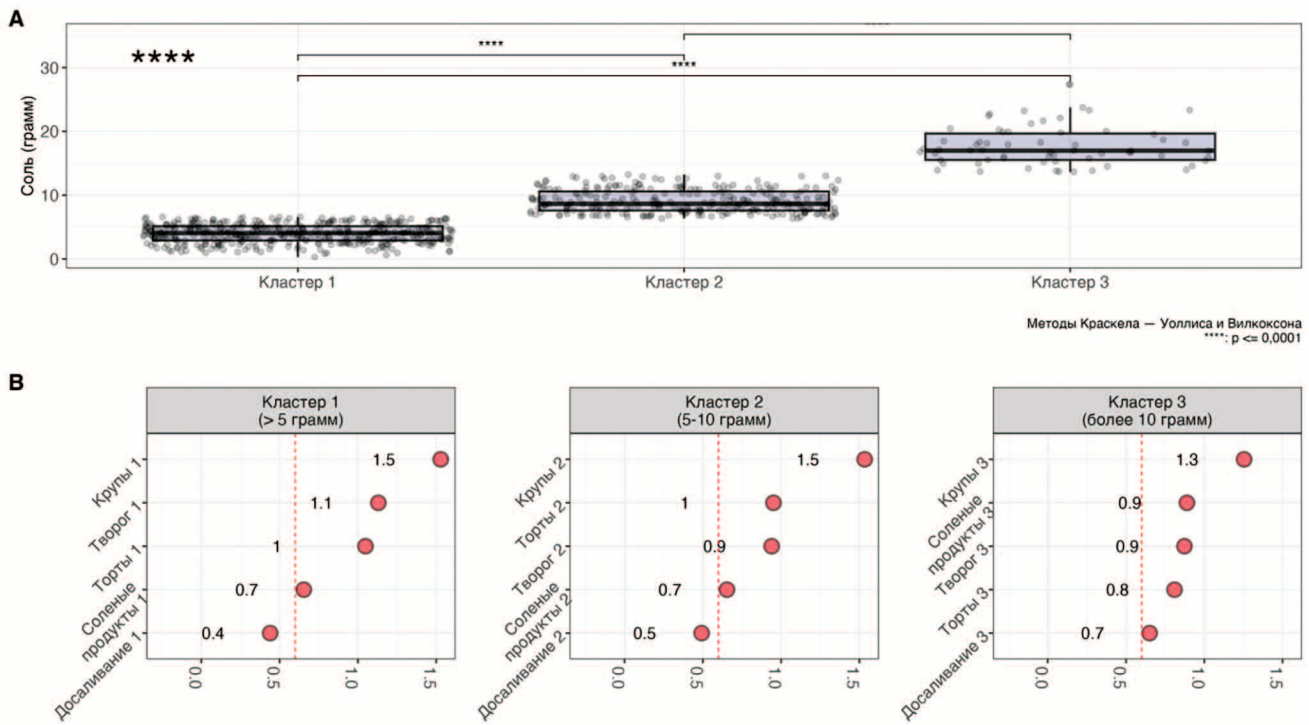 A
****
****
****
****
Соль (грамм)
30
20
10
0
Кластер 1
Кластер 2
Кластер 3
Методы Краскела — Уоллиса и Вилкоксона
****: p <= 0,0001
B
Кластер 1
(> 5 грамм)
Крупы 1
Творог 1
Торты 1
Соленые
продукты 1
Досаливание 1
1.5
1.1
1
0.7
0.4
0.0
0.5
1.0
1.5
Кластер 2
(5-10 грамм)
Крупы 2
Торты 2
Творог 2
Соленые
продукты 2
Досаливание 2
1.5
1
0.9
0.7
0.5
0.0
0.5
1.0
1.5
Кластер 3
(более 10 грамм)
Крупы 3
Соленые
продукты 3
Творог 3
Торты 3
Досаливание 3
1.3
0.9
0.9
0.8
0.7
0.0
0.5
1.0
1.5